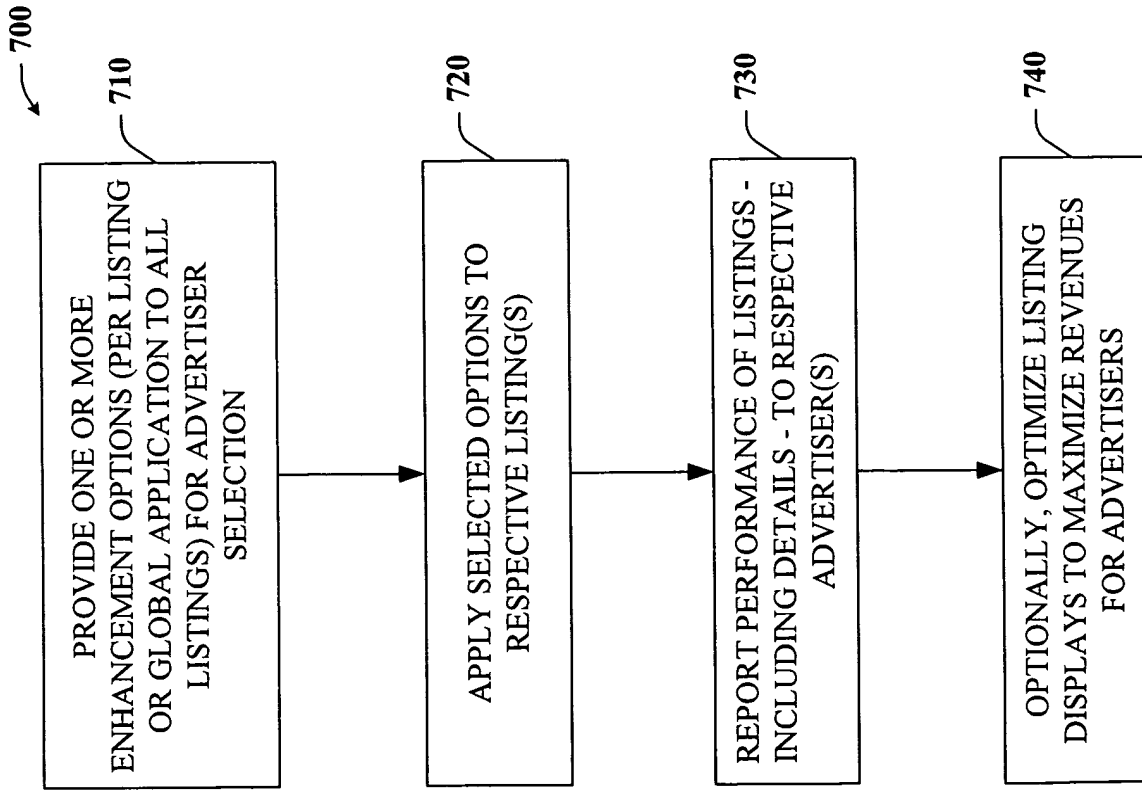 700
PROVIDE ONE OR MORE
ENHANCEMENT OPTIONS (PER LISTING
OR GLOBAL APPLICATION TO ALL
LISTINGS) FOR ADVERTISER
SELECTION
710
APPLY SELECTED OPTIONS TO
RESPECTIVE LISTING(S)
720
REPORT PERFORMANCE OF LISTINGS -
INCLUDING DETAILS - TO RESPECTIVE
ADVERTISER(S)
730
OPTIONALLY, OPTIMIZE LISTING
DISPLAYS TO MAXIMIZE REVENUES
FOR ADVERTISERS
740